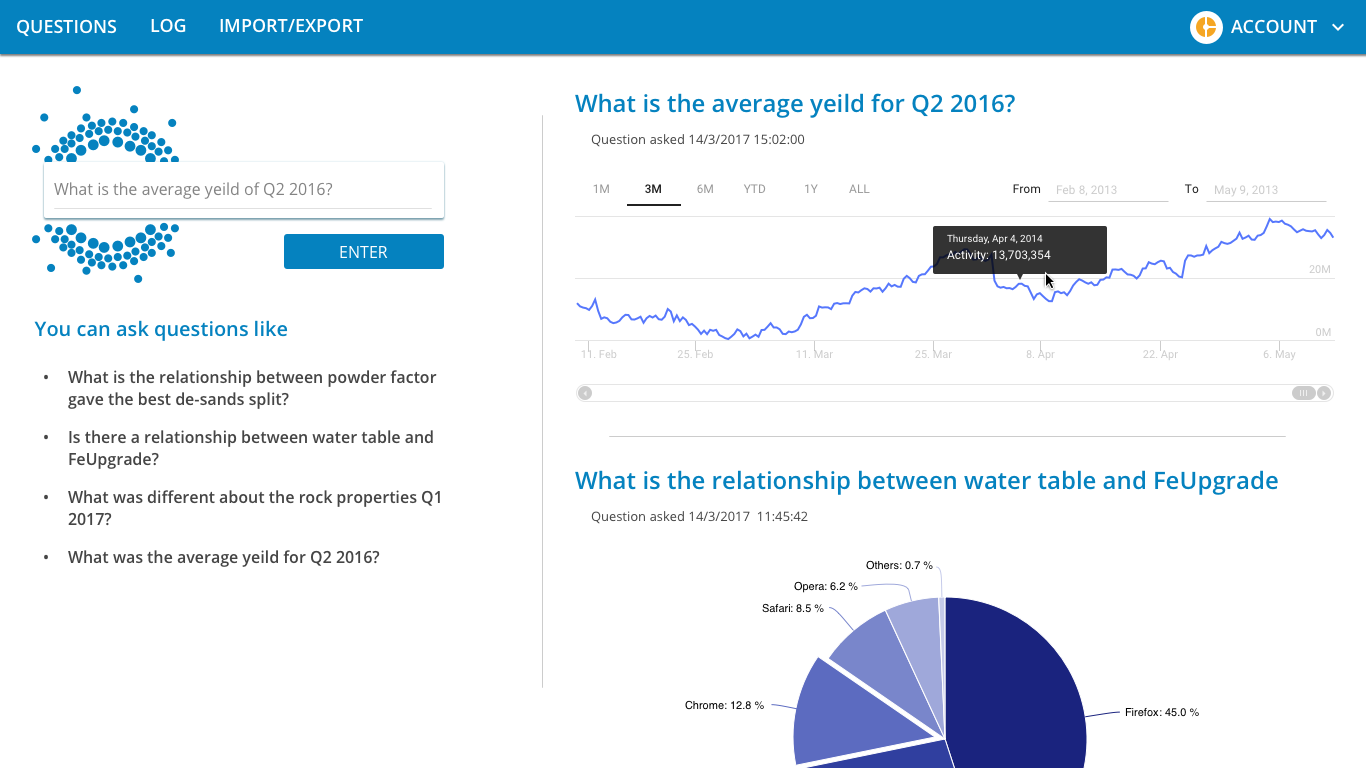 QUESTIONS LOG IMPORT/EXPORT ACCOUNT
What is the average yeild of Q2 2016?
ENTER
You can ask questions like
• What is the relationship between powder factor
gave the best de-sands split?
• Is there a relationship between water table and
FeUpgrade?
• What was different about the rock properties Q1
2017?
• What was the average yeild for Q2 2016?
What is the average yeild for Q2 2016?
Question asked 14/3/2017 15:02:00
1M 3M 6M YTD 1Y ALL From Feb 8, 2013 To May 9, 2013
Thursday, Apr 4, 2014
Activity: 13,703,354
20M
0M
11. Feb 25. Feb 11. Mar 25. Mar 8. Apr 22. Apr 6. May
What is the relationship between water table and FeUpgrade
Question asked 14/3/2017 11:45:42
Others: 0.7 %
Opera: 6.2 %
Safari: 8.5 %
Chrome: 12.8 %
Firefox: 45.0 %